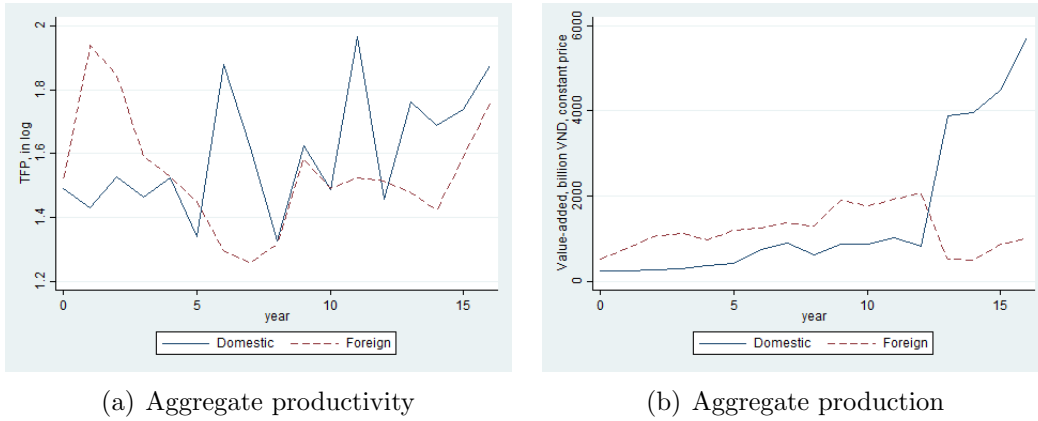 TFP, in log
2
1.8
1.6
1.4
1.2
0
5
10
15
year
Domestic
Foreign
(a) Aggregate productivity
Value-added, billion VND, constant price
6000
4000
2000
0
0
5
10
15
year
Domestic
Foreign
(b) Aggregate production